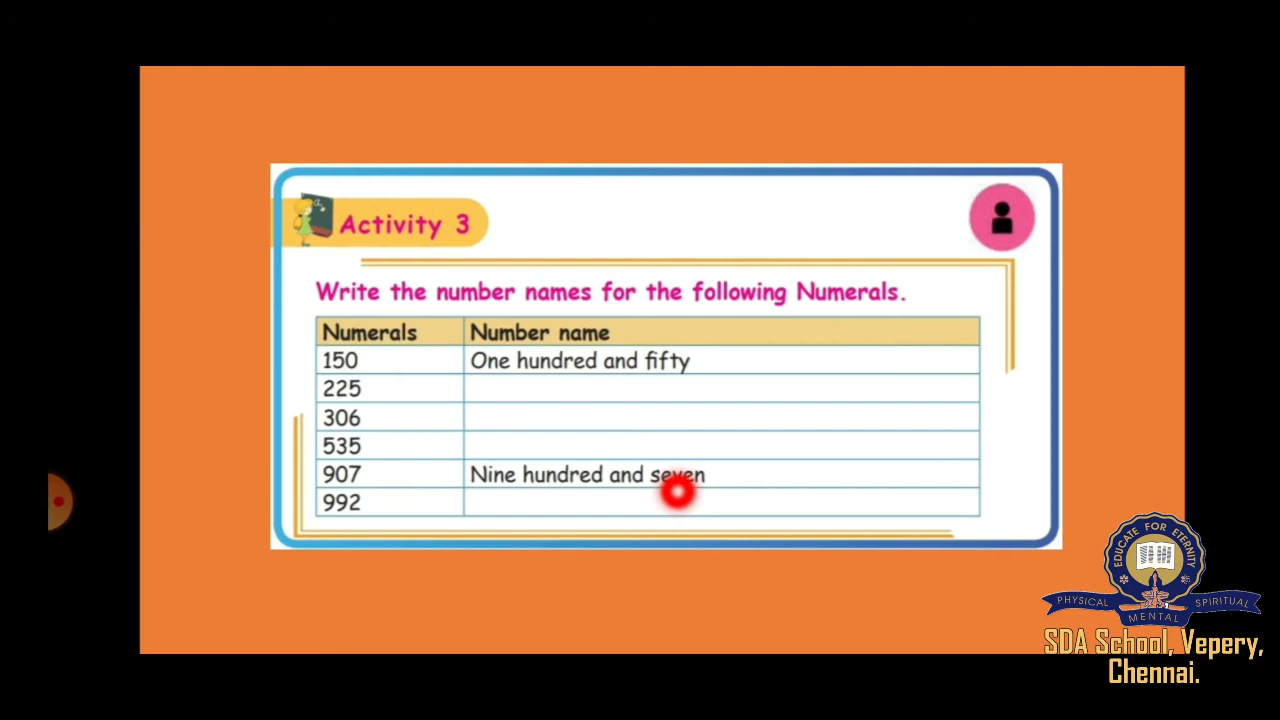 Activity 3
Write the number names for the following Numerals.
Numerals Number name
150 One hundred and fifty
225
306
535
907 Nine hundred and seven
992
EDUCATE FOR ETERNITY
PHYSICAL MENTAL SPIRITUAL
SDA School, Vepery,
Chennai.